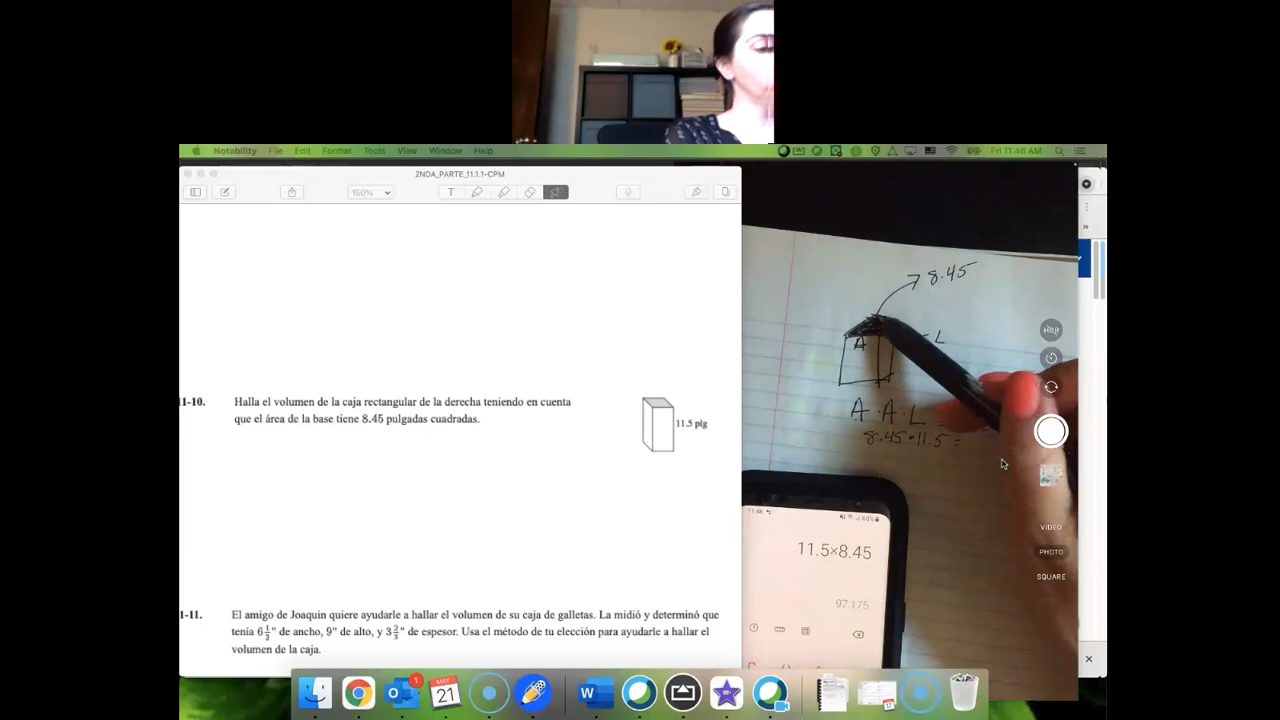 Notability File Edit Format Tools View Window Help
Fri 11:46 AM
2NDA_PARTE_11.1.1-CPM
150%
T
11-10. Halla el volumen de la caja rectangular de la derecha teniendo en cuenta
que el área de la base tiene 8.45 pulgadas cuadradas.
11.5 plg
1-11. El amigo de Joaquin quiere ayudarle a hallar el volumen de su caja de galletas. La midió y determinó que
tenía 6 1/3" de ancho, 9" de alto, y 3 2/3" de espesor. Usa el método de tu elección para ayudarle a hallar el
volumen de la caja.
8.45
A
L
A · A · L
8.45 · 11.5 =
HDR
VIDEO
PHOTO
SQUARE
11:46
60%
11.5×8.45
97.175
1
MAY
21
W